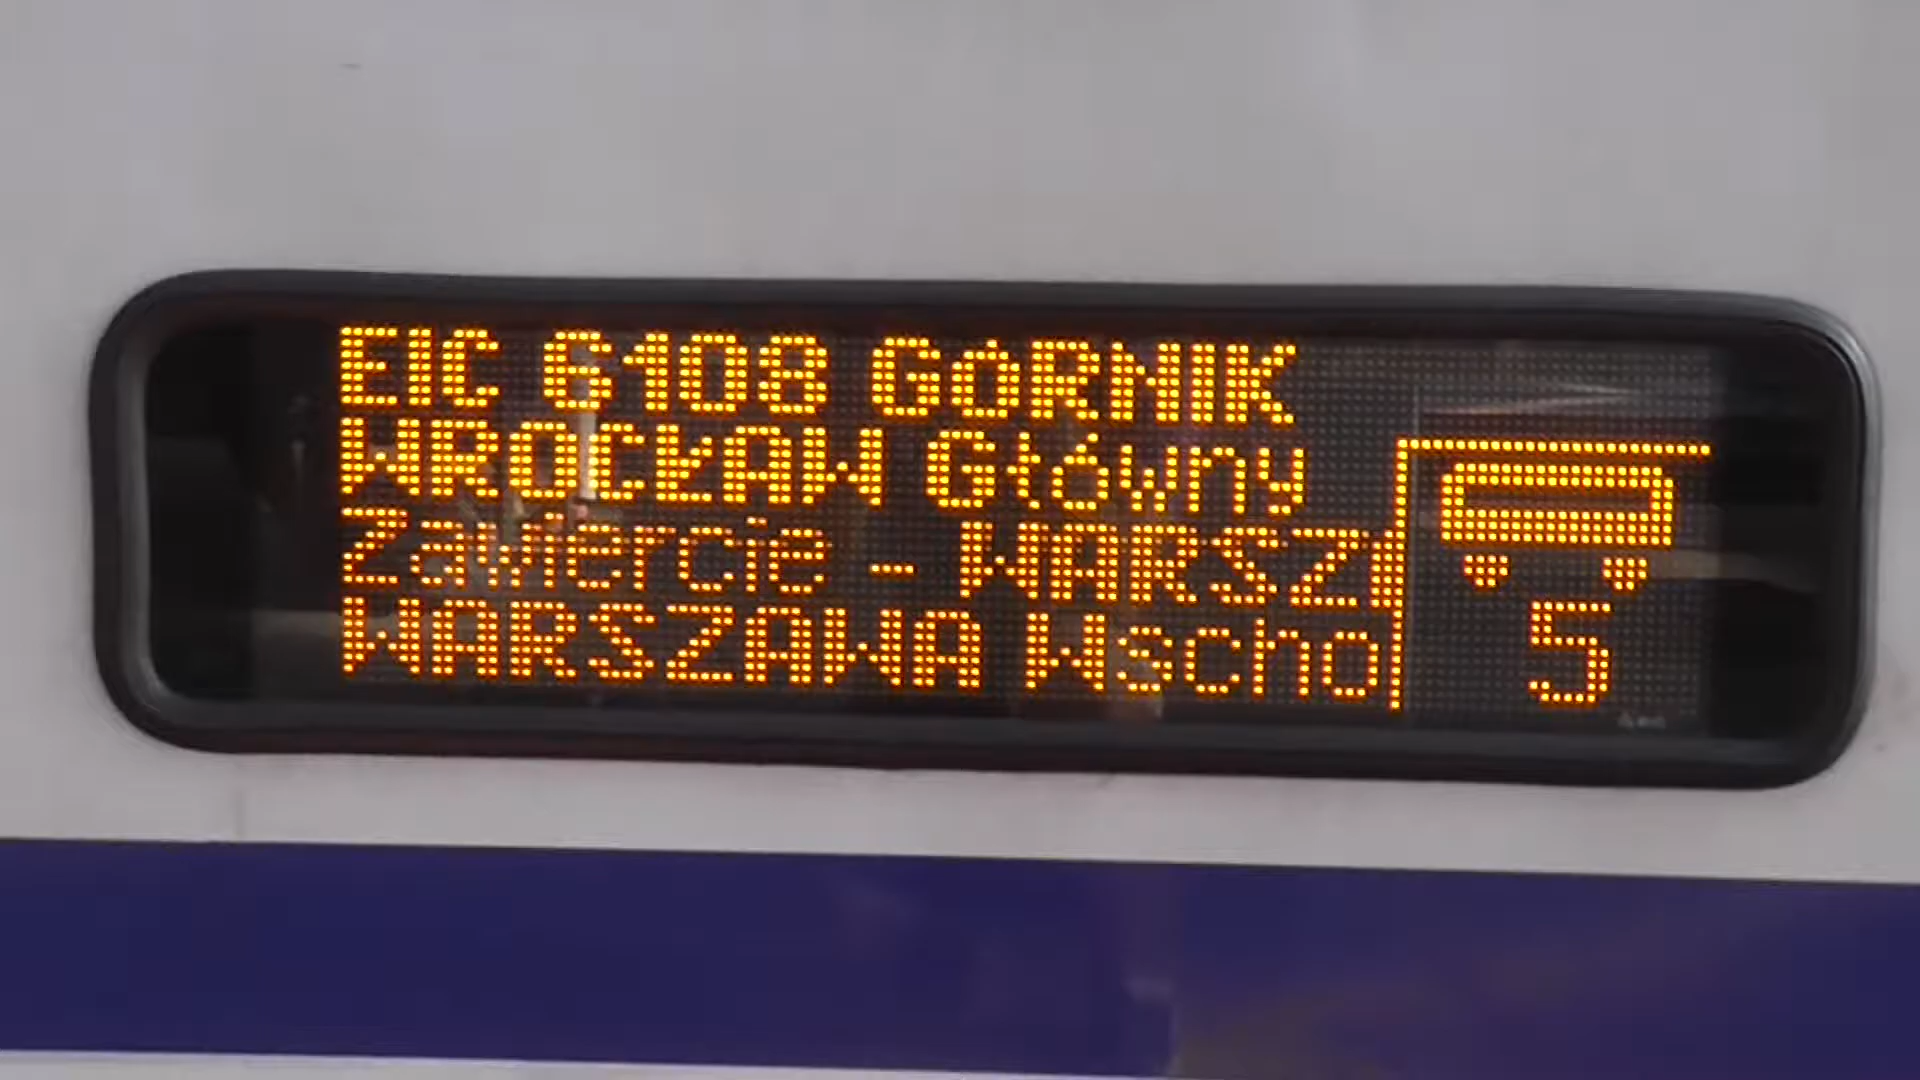 EIC 6108 GÓRNIK
WROCŁAW Główny
Zawiercie - WARSZ
WARSZAWA Wscho
5